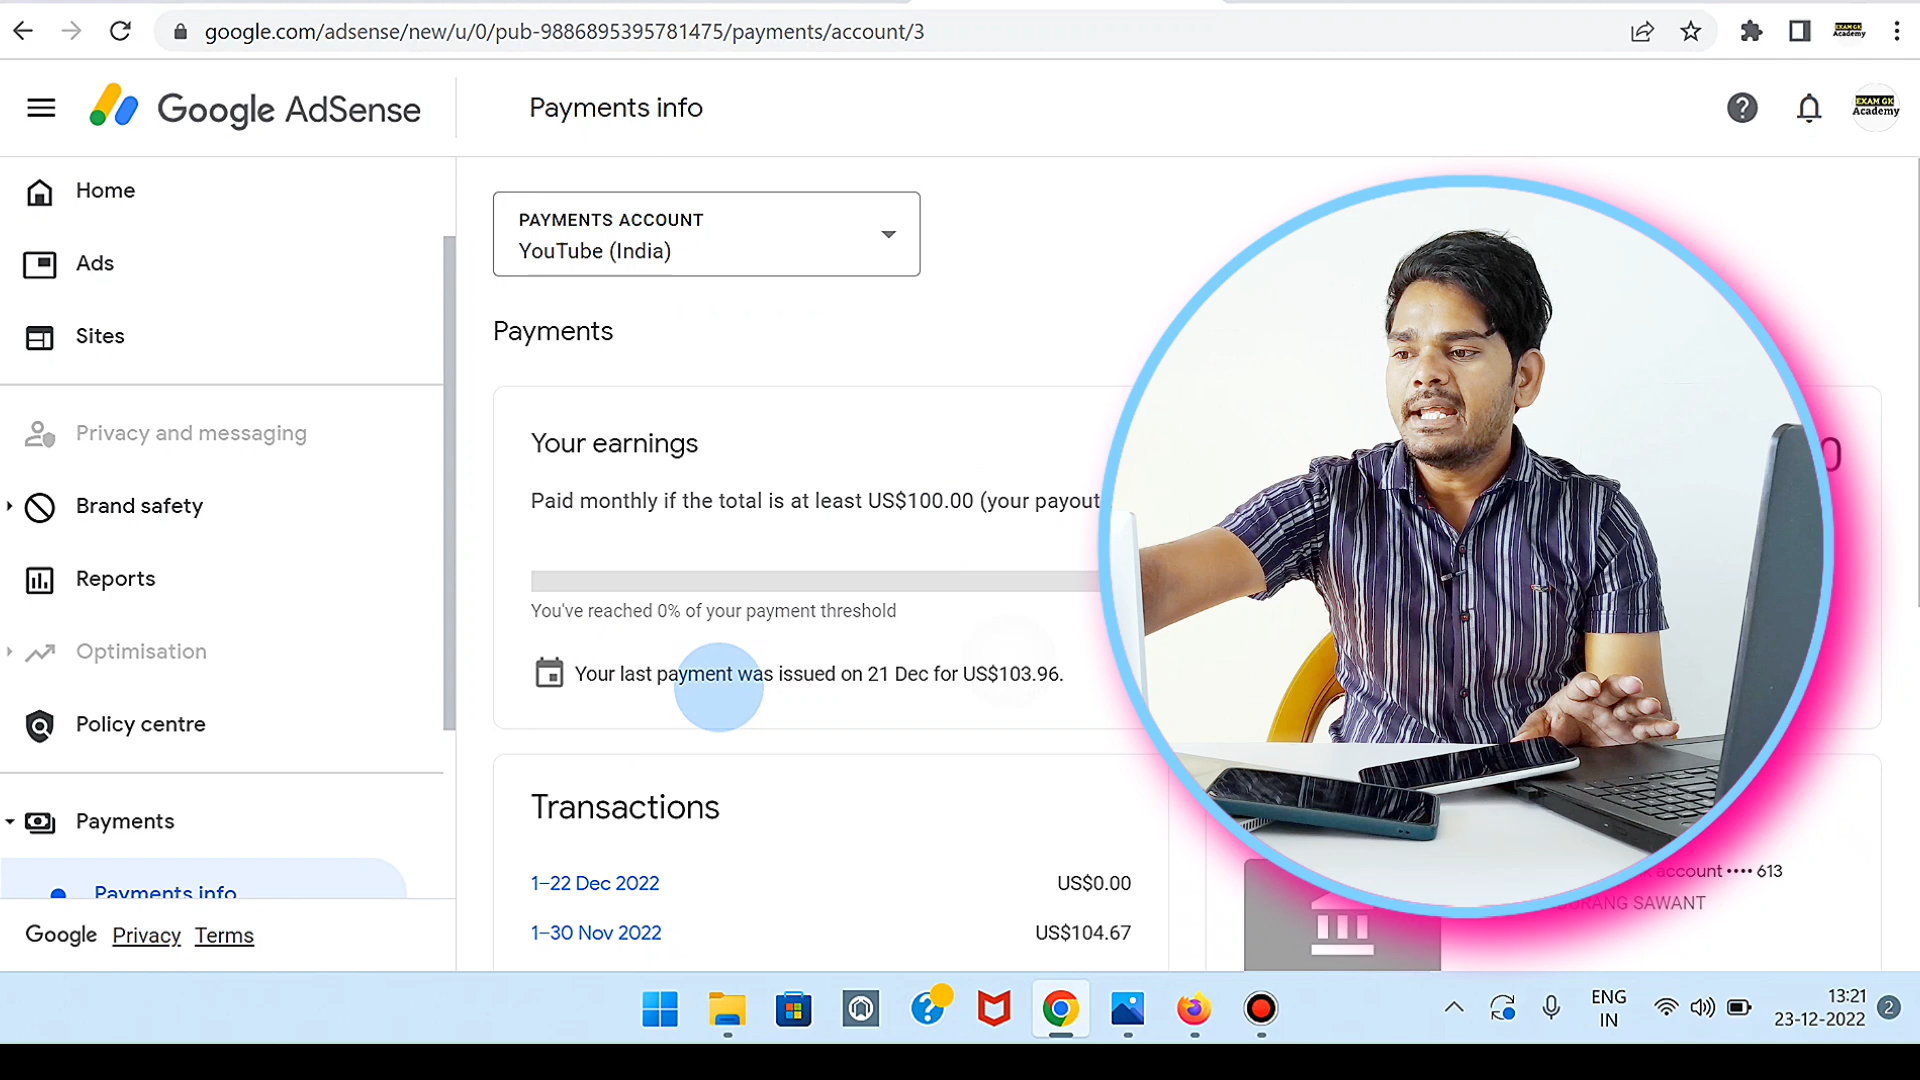 google.com/adsense/new/u/0/pub-9886895395781475/payments/account/3
Google AdSense
Payments info
EXAM GK
Academy
Home
Ads
Sites
Privacy and messaging
Brand safety
Reports
Optimisation
Policy centre
Payments
Payments info
Google Privacy Terms
PAYMENTS ACCOUNT
YouTube (India)
Payments
Your earnings
Paid monthly if the total is at least US$100.00 (your payout
You've reached 0% of your payment threshold
Your last payment was issued on 21 Dec for US$103.96.
Transactions
1–22 Dec 2022 US$0.00
1–30 Nov 2022 US$104.67
account •••• 613
SAWANT
ENG
IN
13:21
23-12-2022
2